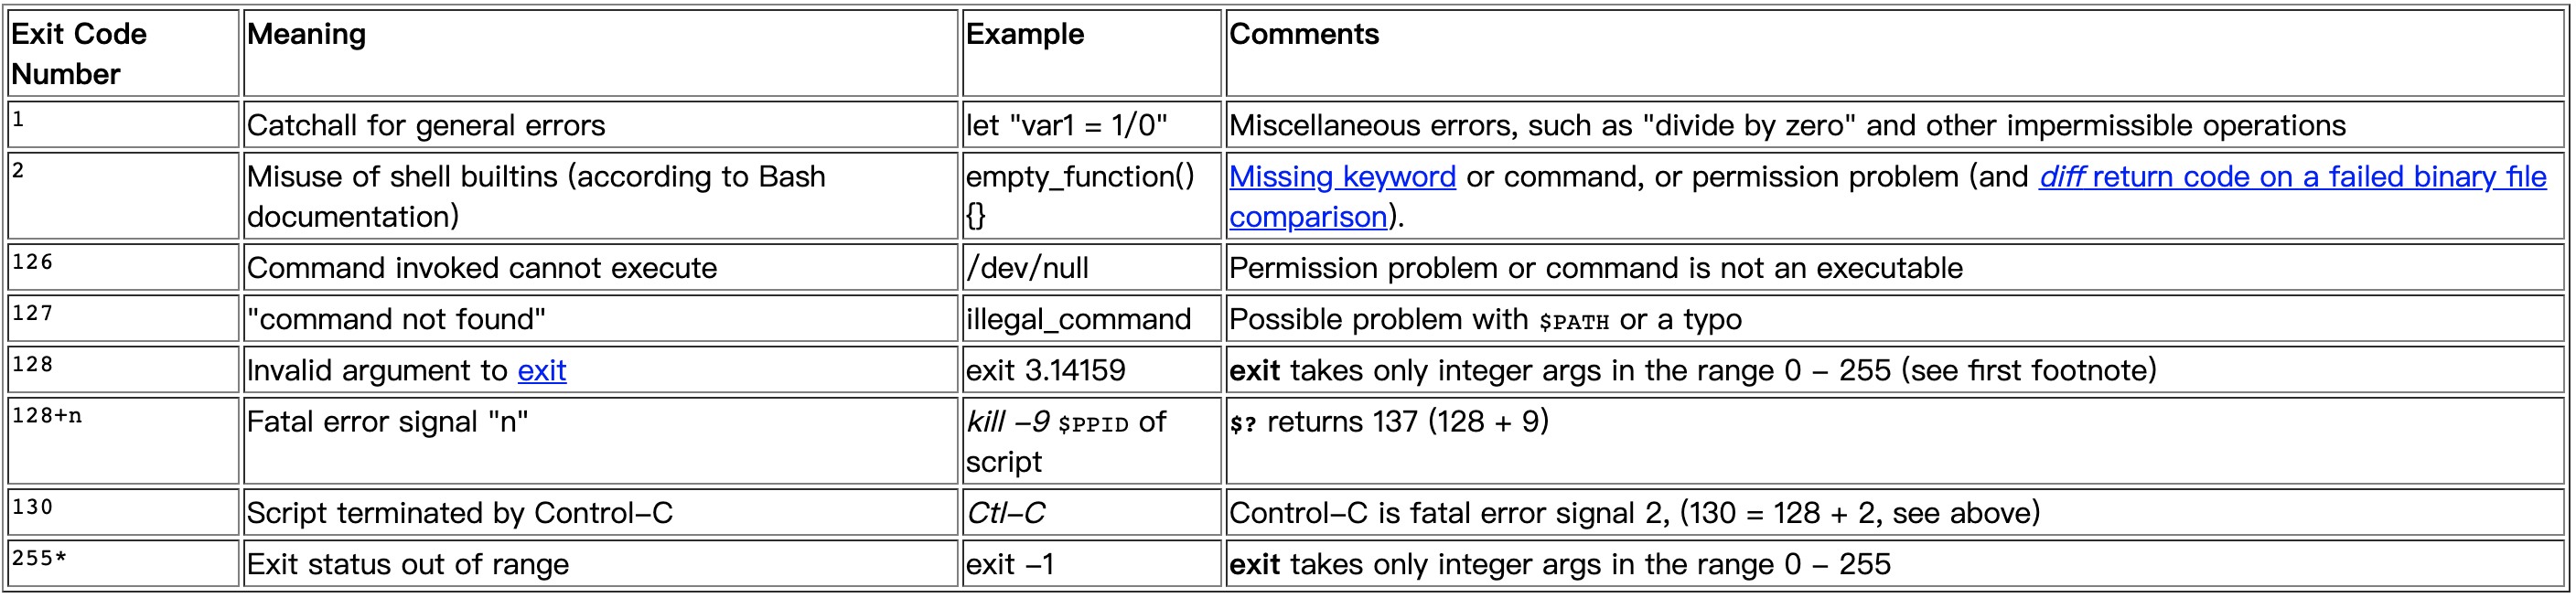 Exit Code Number Meaning Example Comments
1 Catchall for general errors let "var1 = 1/0" Miscellaneous errors, such as "divide by zero" and other impermissible operations
2 Misuse of shell builtins (according to Bash documentation) empty_function() {} Missing keyword or command, or permission problem (and diff return code on a failed binary file comparison).
126 Command invoked cannot execute /dev/null Permission problem or command is not an executable
127 "command not found" illegal_command Possible problem with $PATH or a typo
128 Invalid argument to exit exit 3.14159 exit takes only integer args in the range 0 – 255 (see first footnote)
128+n Fatal error signal "n" kill -9 $PPID of script $? returns 137 (128 + 9)
130 Script terminated by Control-C Ctl-C Control-C is fatal error signal 2, (130 = 128 + 2, see above)
255* Exit status out of range exit -1 exit takes only integer args in the range 0 – 255